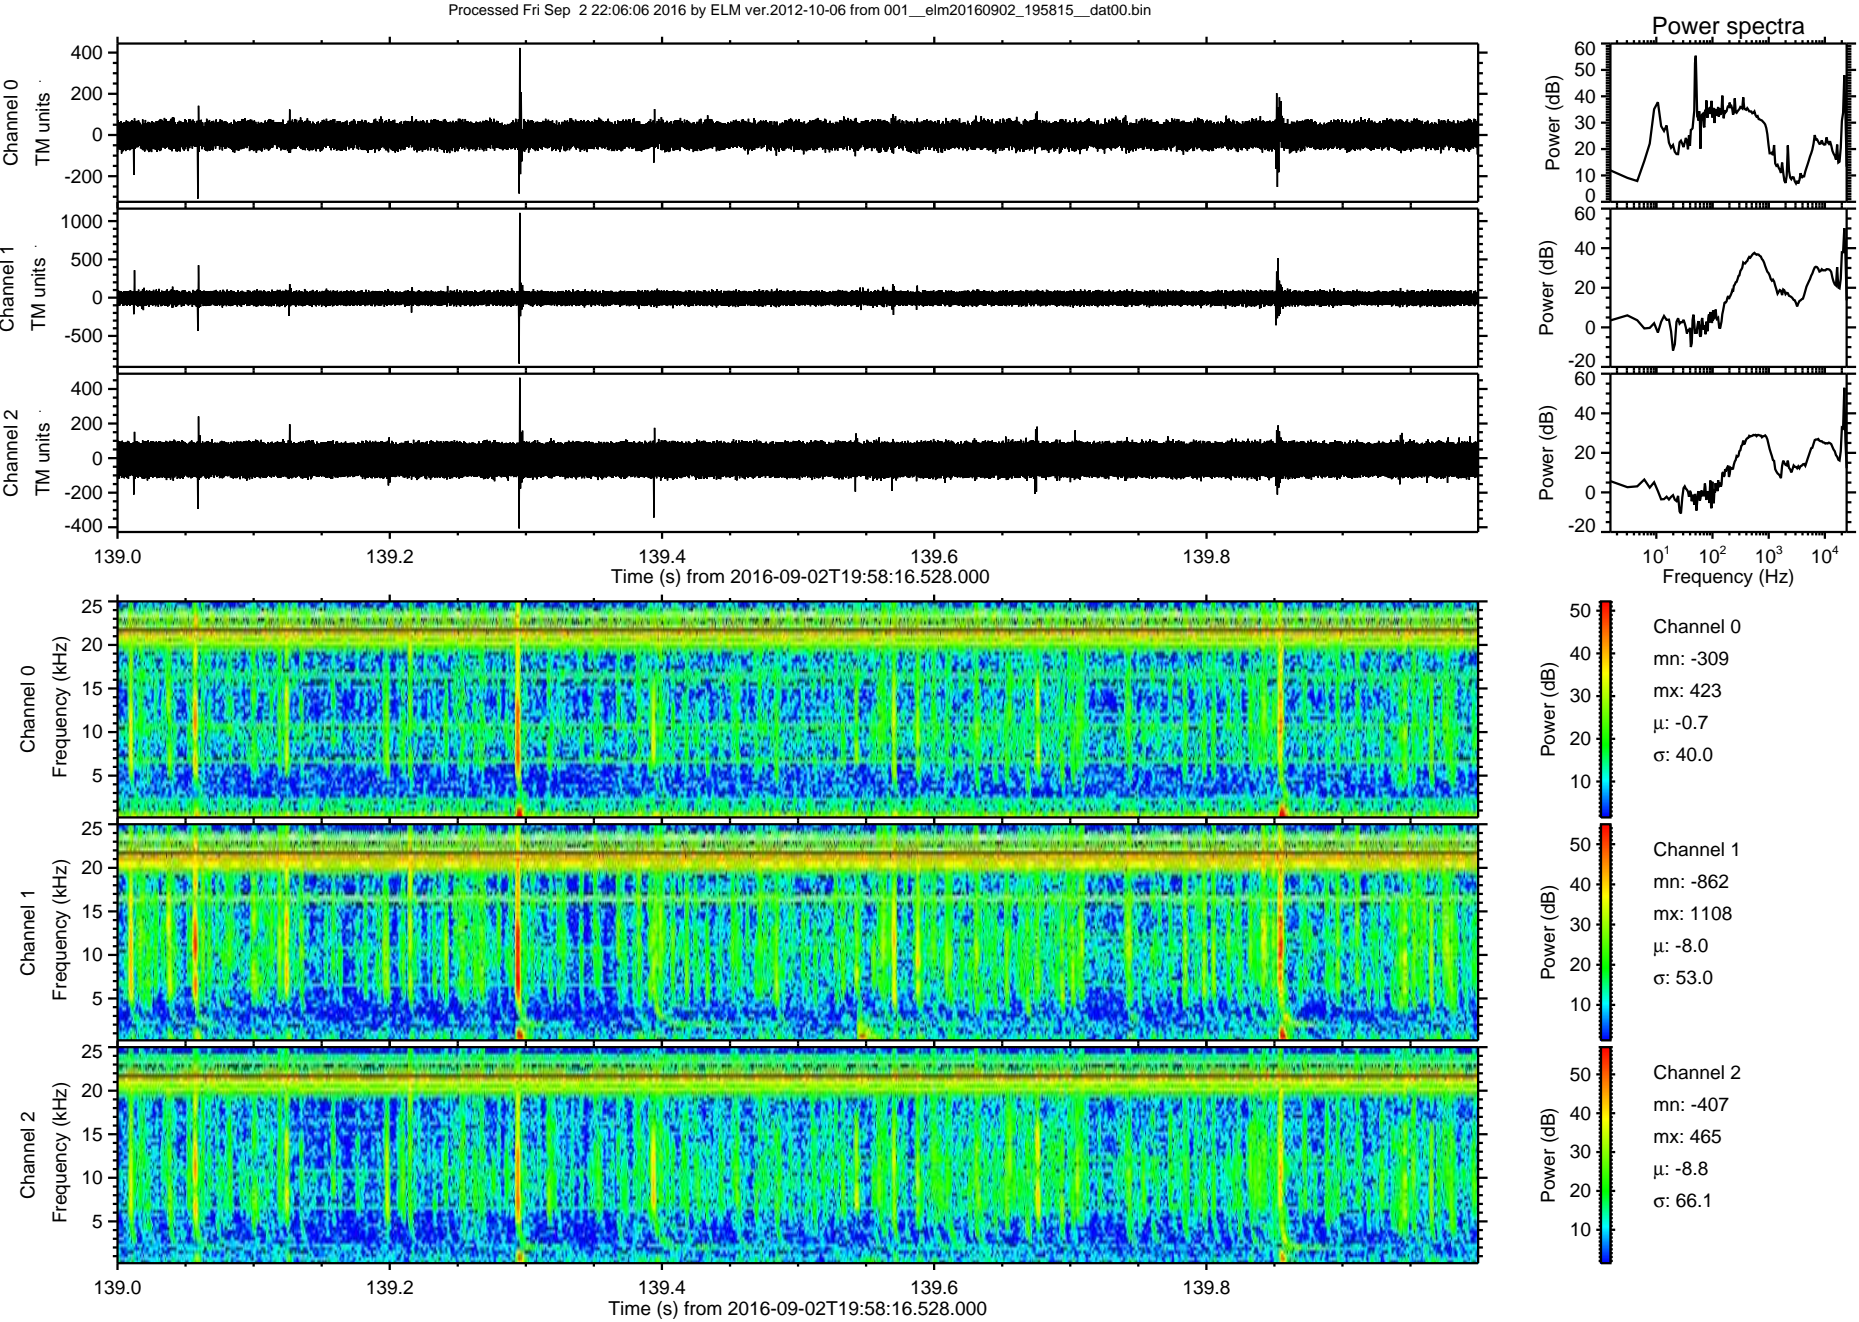 Processed Fri Sep  2 22:06:06 2016 by ELM ver.2012-10-06 from 001__elm20160902_195815__dat00.bin
Power spectra
Channel 0
TM units
400
200
0
-200
Power (dB)
60
50
40
30
20
10
0
Channel 1
TM units
1000
500
0
-500
Power (dB)
60
40
20
0
-20
Channel 2
TM units
400
200
0
-200
-400
Power (dB)
60
40
20
0
-20
139.0 139.2 139.4 139.6 139.8
Time (s) from 2016-09-02T19:58:16.528.000
10^1 10^2 10^3 10^4
Frequency (Hz)
Channel 0
Frequency (kHz)
25
20
15
10
5
Power (dB)
50
40
30
20
10
Channel 0
mn: -309
mx: 423
µ: -0.7
σ: 40.0
Channel 1
Frequency (kHz)
25
20
15
10
5
Power (dB)
50
40
30
20
10
Channel 1
mn: -862
mx: 1108
µ: -8.0
σ: 53.0
Channel 2
Frequency (kHz)
25
20
15
10
5
Power (dB)
50
40
30
20
10
Channel 2
mn: -407
mx: 465
µ: -8.8
σ: 66.1
139.0 139.2 139.4 139.6 139.8
Time (s) from 2016-09-02T19:58:16.528.000